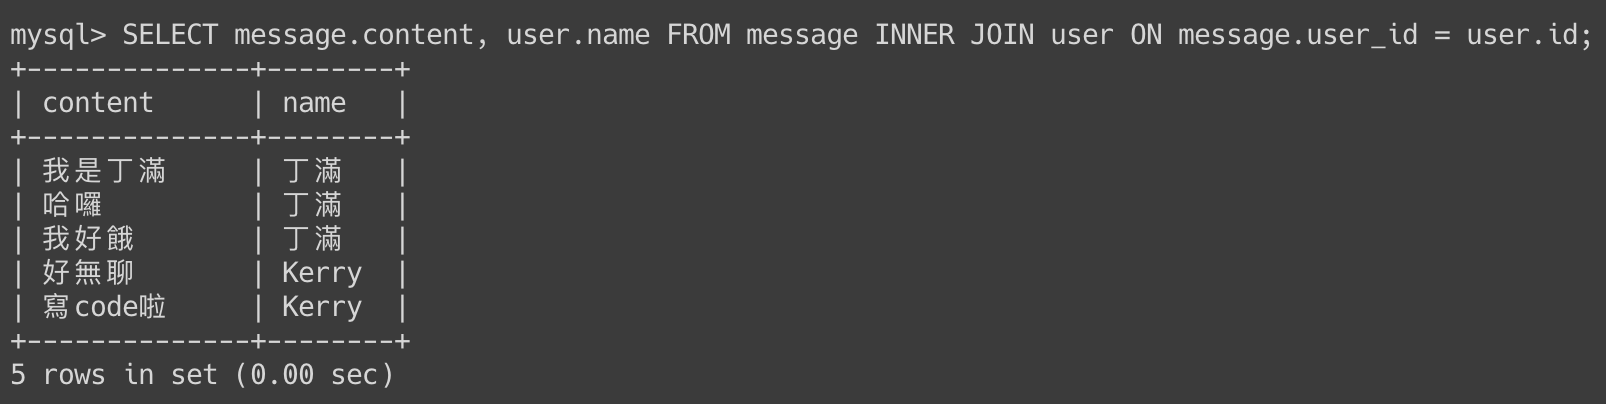 mysql> SELECT message.content, user.name FROM message INNER JOIN user ON message.user_id = user.id;
+--------------+--------+
| content      | name   |
+--------------+--------+
| 我是丁滿     | 丁滿   |
| 哈囉         | 丁滿   |
| 我好餓       | 丁滿   |
| 好無聊       | Kerry  |
| 寫code啦     | Kerry  |
+--------------+--------+
5 rows in set (0.00 sec)